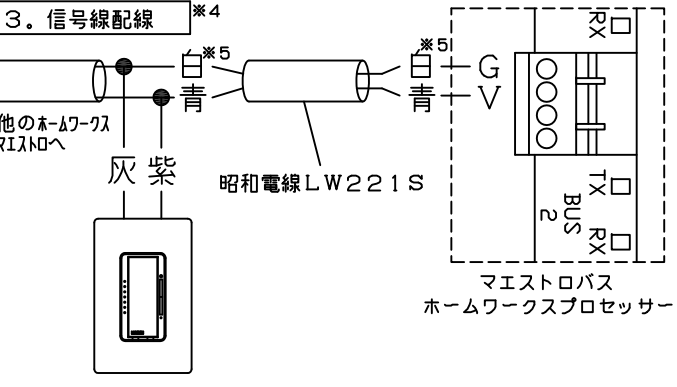 3。信号線配線 ※4
白※5
青
白※5
青
G
V
RX
TX
RX
BUS 2
他のホームワークス
マエストロへ
灰 紫
昭和電線LW221S
マエストロバス
ホームワークスプロセッサー